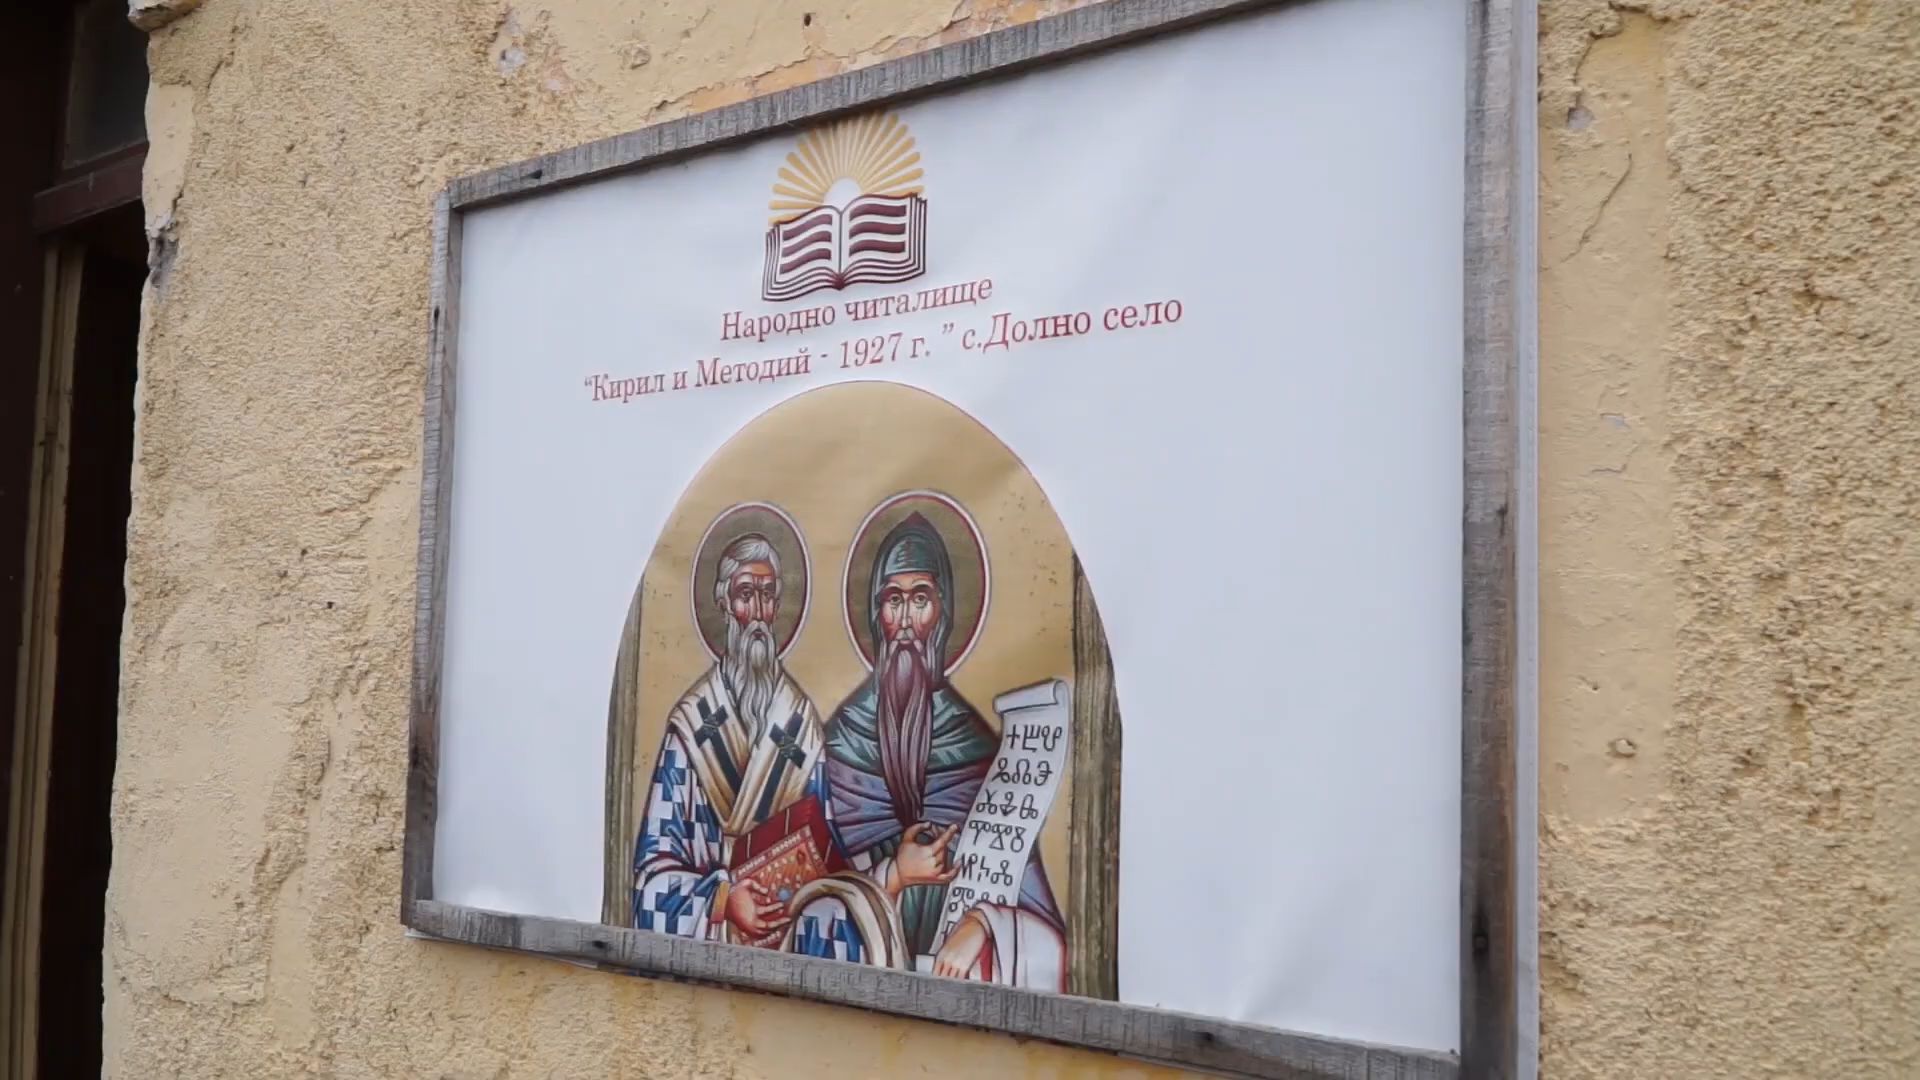 Народно читалище
“Кирил и Методий - 1927 г. ” с.Долно село